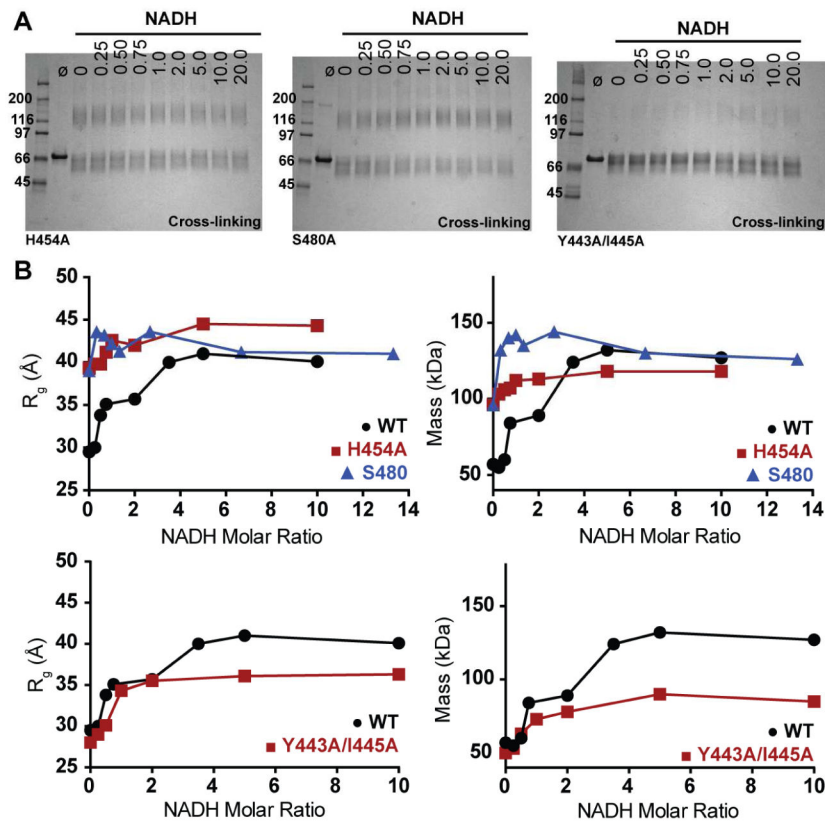 A
NADH
NADH
NADH
Ø 0 0.25 0.50 0.75 1.0 2.0 5.0 10.0 20.0
Ø 0 0.25 0.50 0.75 1.0 2.0 5.0 10.0 20.0
Ø 0 0.25 0.50 0.75 1.0 2.0 5.0 10.0 20.0
200
116
97
66
45
Cross-linking
H454A
200
116
97
66
45
Cross-linking
S480A
200
116
97
66
45
Cross-linking
Y443A/I445A
B
50
45
40
35
30
25
Rg (Å)
WT
H454A
S480
0 2 4 6 8 10 12 14
NADH Molar Ratio
150
100
50
Mass (kDa)
WT
H454A
S480
0 2 4 6 8 10 12 14
NADH Molar Ratio
50
45
40
35
30
25
Rg (Å)
WT
Y443A/I445A
0 2 4 6 8 10
NADH Molar Ratio
150
100
50
Mass (kDa)
WT
Y443A/I445A
0 2 4 6 8 10
NADH Molar Ratio